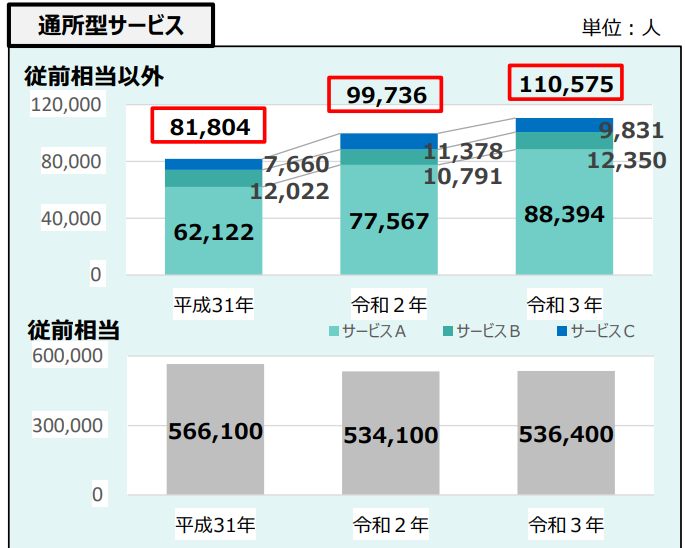 通所型サービス
単位：人
従前相当以外
120,000
80,000
40,000
0
81,804
99,736
110,575
7,660
12,022
62,122
11,378
10,791
77,567
9,831
12,350
88,394
平成31年
令和２年
令和３年
サービスA
サービスB
サービスC
従前相当
600,000
300,000
0
566,100
534,100
536,400
平成31年
令和２年
令和３年